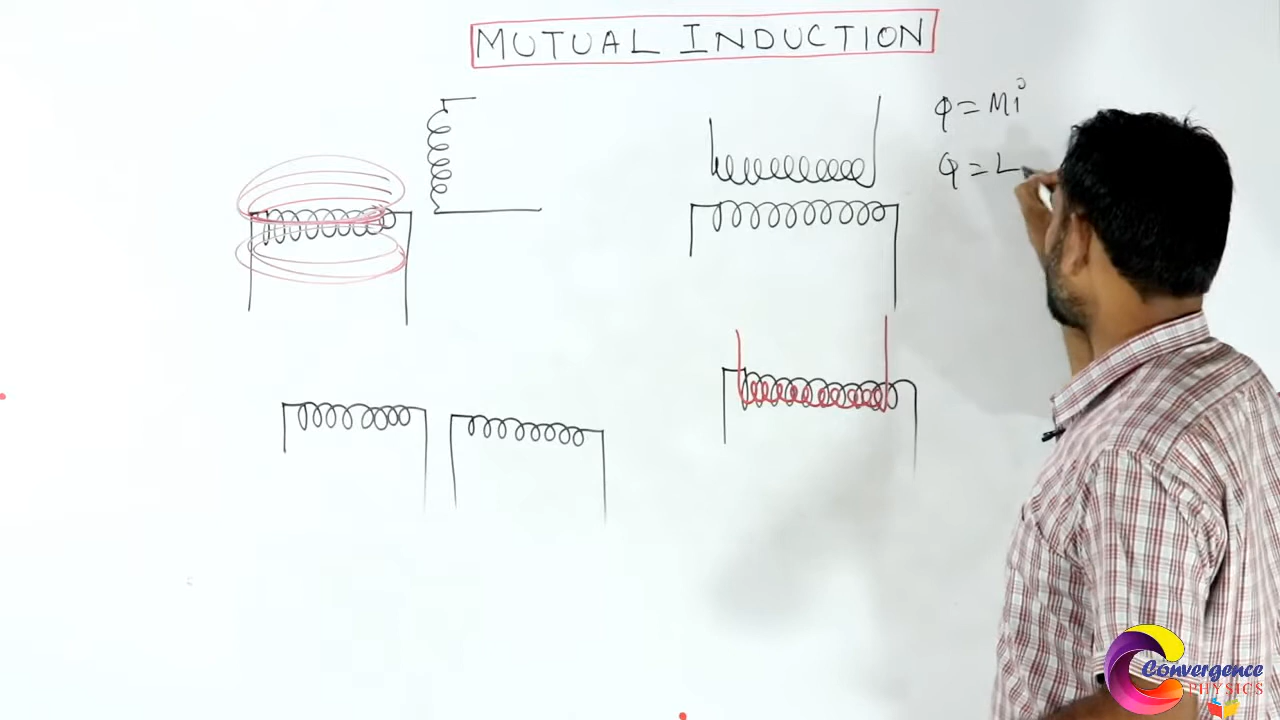 MUTUAL INDUCTION
φ = Mi
φ = L
Convergence
PHYSICS